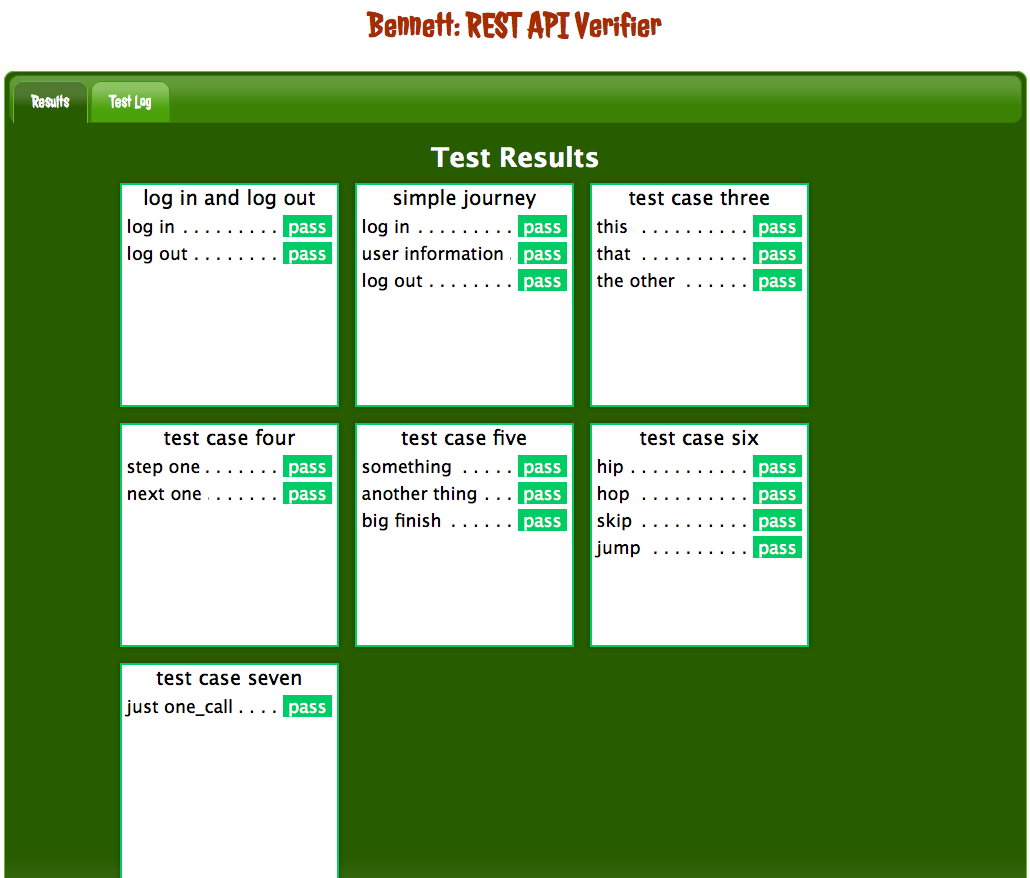 Bennett: REST API Verifier
Results
Test Log
Test Results
log in and log out
log in . . . . . . . . . pass
log out . . . . . . . . pass
simple journey
log in . . . . . . . . . pass
user information . pass
log out . . . . . . . . pass
test case three
this . . . . . . . . . . pass
that . . . . . . . . . . pass
the other . . . . . . pass
test case four
step one . . . . . . . pass
next one . . . . . . . pass
test case five
something . . . . . pass
another thing . . . pass
big finish . . . . . . pass
test case six
hip . . . . . . . . . . . pass
hop . . . . . . . . . . pass
skip . . . . . . . . . . pass
jump . . . . . . . . . pass
test case seven
just one_call . . . . pass